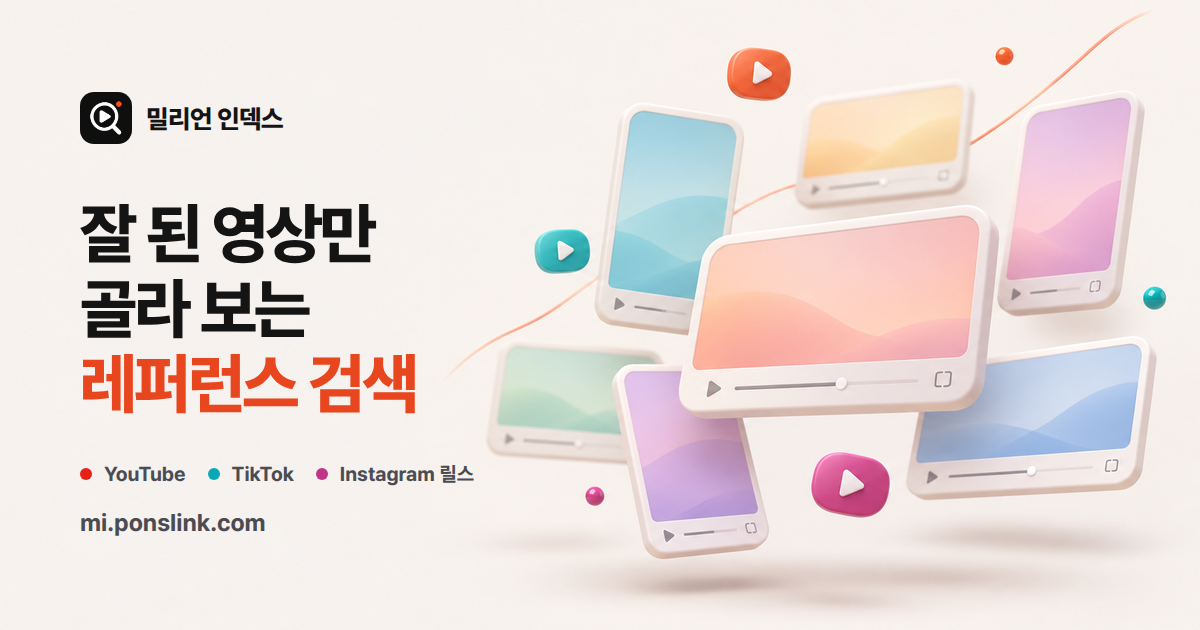 밀리언 인덱스
잘 된 영상만
골라 보는
레퍼런스 검색
YouTube TikTok Instagram 릴스
mi.ponslink.com